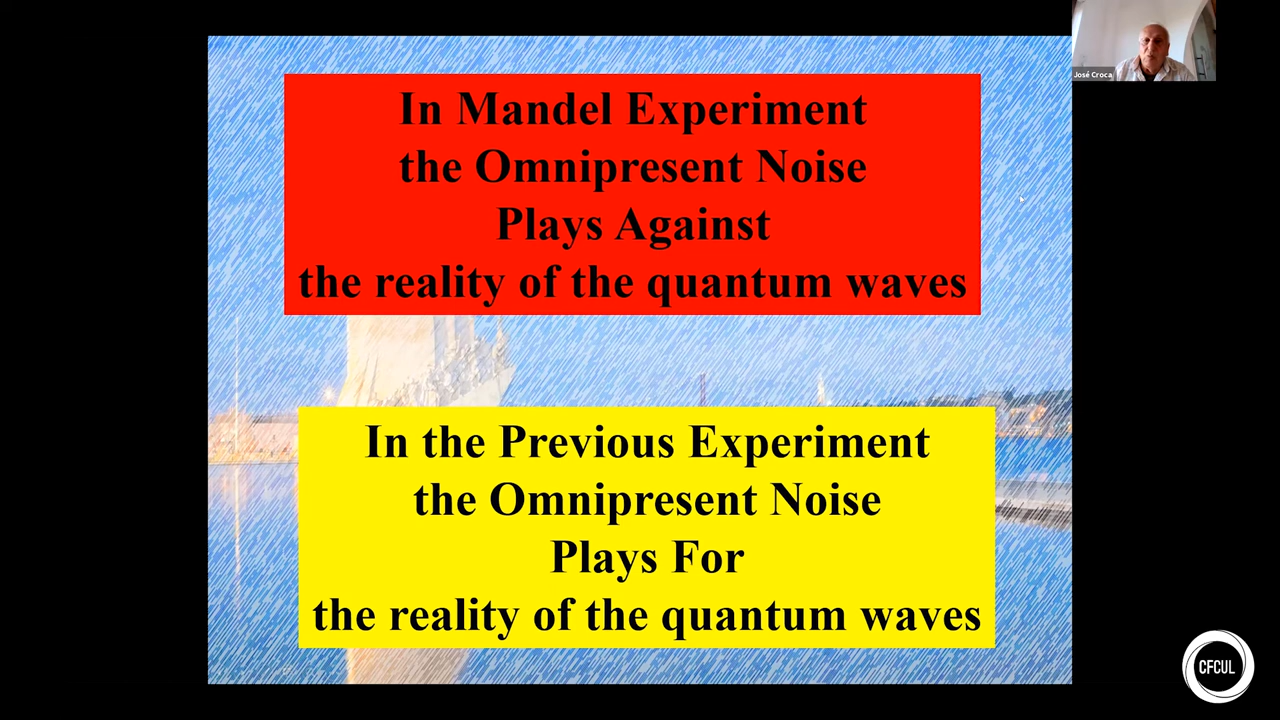 José Croca
In Mandel Experiment
the Omnipresent Noise
Plays Against
the reality of the quantum waves
In the Previous Experiment
the Omnipresent Noise
Plays For
the reality of the quantum waves
CFCUL